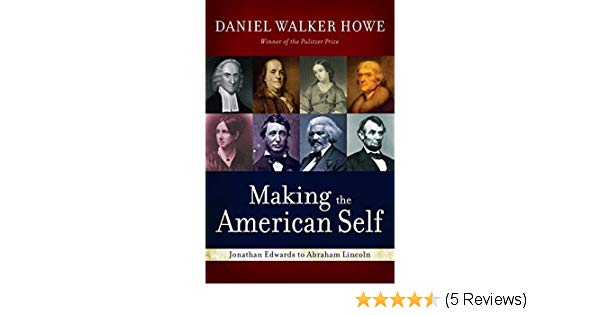 DANIEL WALKER HOWE
Winner of the Pulitzer Prize
Making the
American Self
Jonathan Edwards to Abraham Lincoln
(5 Reviews)